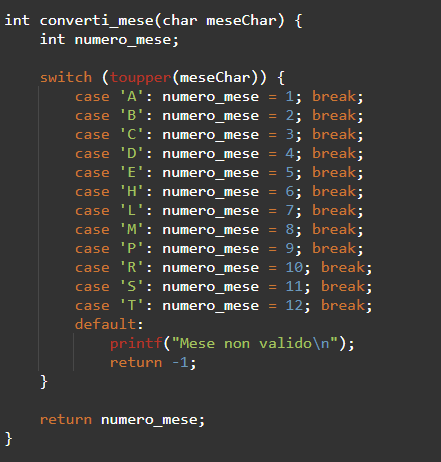 int converti_mese(char meseChar) {
    int numero_mese;

    switch (toupper(meseChar)) {
        case 'A': numero_mese = 1; break;
        case 'B': numero_mese = 2; break;
        case 'C': numero_mese = 3; break;
        case 'D': numero_mese = 4; break;
        case 'E': numero_mese = 5; break;
        case 'H': numero_mese = 6; break;
        case 'L': numero_mese = 7; break;
        case 'M': numero_mese = 8; break;
        case 'P': numero_mese = 9; break;
        case 'R': numero_mese = 10; break;
        case 'S': numero_mese = 11; break;
        case 'T': numero_mese = 12; break;
        default:
            printf("Mese non valido\n");
            return -1;
    }

    return numero_mese;
}